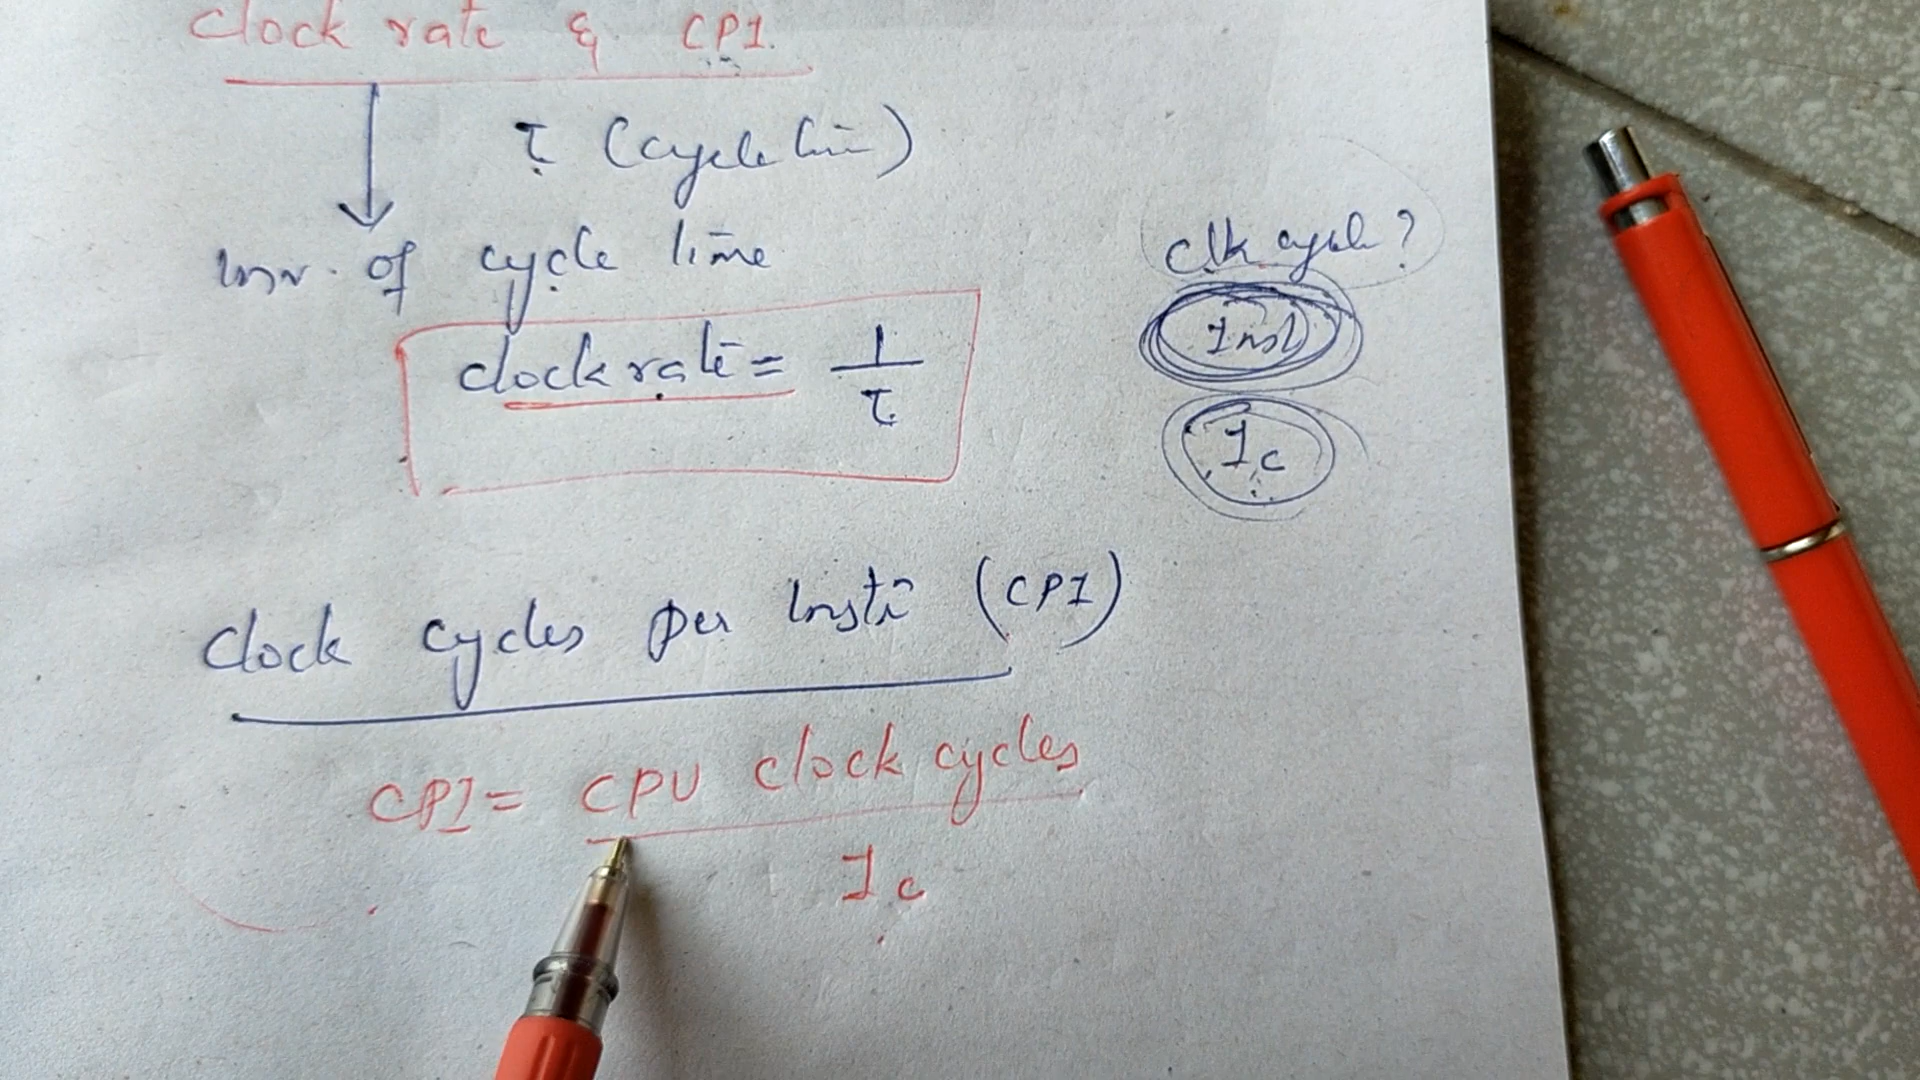 Clock rate & CPI.
τ (cycle time)
Inv. of cycle time
clock rate = 1/τ
Clk cycle?
Inst
Ic
Clock cycles per Instr (CPI)
CPI = CPU clock cycles
Ic